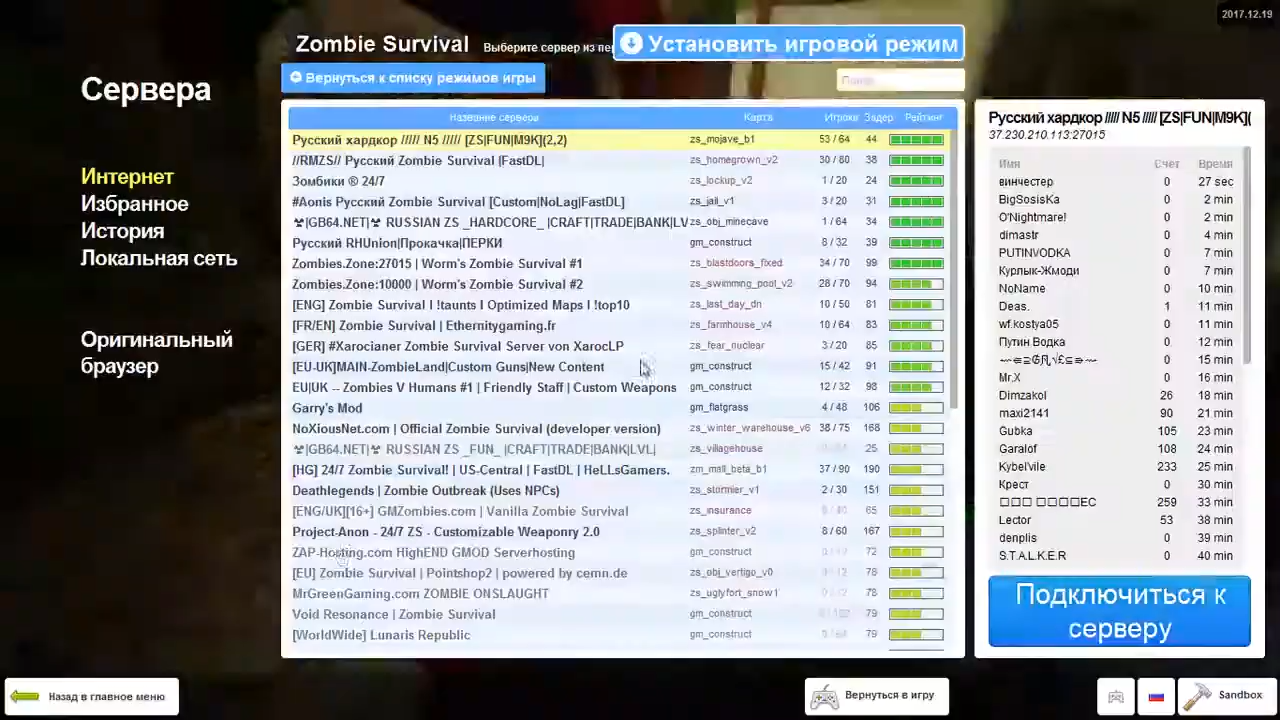 2017.12.19
Zombie Survival Выберите сервер из
Установить игровой режим
Вернуться к списку режимов игры
Поиск
Сервера
Интернет
Избранное
История
Локальная сеть
Оригинальный
браузер
Название сервера Карта Игроки Задер Рейтинг
Русский хардкор ///// N5 ///// [ZS|FUN|M9K](2,2) zs_mojave_b1 53 / 64 44
//RMZS// Русский Zombie Survival |FastDL| zs_homegrown_v2 30 / 80 38
Зомбики ® 24/7 zs_lockup_v2 1 / 20 24
#Aonis Русский Zombie Survival [Custom|NoLag|FastDL] zs_jail_v1 3 / 20 31
☣|GB64.NET|☣ RUSSIAN ZS _HARDCORE_ |CRAFT|TRADE|BANK|LV zs_obj_minecave 1 / 64 34
Русский RHUnion|Прокачка|ПЕРКИ gm_construct 8 / 32 39
Zombies.Zone:27015 | Worm's Zombie Survival #1 zs_blastdoors_fixed 34 / 70 99
Zombies.Zone:10000 | Worm's Zombie Survival #2 zs_swimming_pool_v2 28 / 70 94
[ENG] Zombie Survival I !taunts I Optimized Maps I !top10 zs_last_day_dn 10 / 50 81
[FR/EN] Zombie Survival | Ethernitygaming.fr zs_farmhouse_v4 10 / 64 83
[GER] #Xarocianer Zombie Survival Server von XarocLP zs_fear_nuclear 3 / 20 85
[EU-UK]MAIN-ZombieLand|Custom Guns|New Content gm_construct 15 / 42 91
EU|UK -- Zombies V Humans #1 | Friendly Staff | Custom Weapons gm_construct 12 / 32 98
Garry's Mod gm_flatgrass 4 / 48 106
NoXiousNet.com | Official Zombie Survival (developer version) zs_winter_warehouse_v6 38 / 75 168
☣|GB64.NET|☣ RUSSIAN ZS _FUN_ |CRAFT|TRADE|BANK|LVL| zs_villagehouse 25
[HG] 24/7 Zombie Survival! | US-Central | FastDL | HeLLsGamers. zm_mall_beta_b1 37 / 90 190
Deathlegends | Zombie Outbreak (Uses NPCs) zs_stormier_v1 2 / 30 151
[ENG/UK][16+] GMZombies.com | Vanilla Zombie Survival zs_insurance 65
Project-Anon - 24/7 ZS - Customizable Weaponry 2.0 zs_splinter_v2 8 / 60 167
ZAP-Hosting.com HighEND GMOD Serverhosting gm_construct 72
[EU] Zombie Survival | Pointshop2 | powered by cemn.de zs_obj_vertigo_v0 78
MrGreenGaming.com ZOMBIE ONSLAUGHT zs_uglyfort_snow1 78
Void Resonance | Zombie Survival gm_construct 79
[WorldWide] Lunaris Republic gm_construct 79
Русский хардкор ///// N5 ///// [ZS|FUN|M9K](
37.230.210.113:27015
Имя Счет Время
винчестер 0 27 sec
BigSosisKa 0 2 min
O'Nightmare! 0 2 min
dimastr 0 4 min
PUTINVODKA 0 7 min
Курлык-Жмоди 0 7 min
NoName 0 10 min
Deas. 1 11 min
wf.kostya05 0 11 min
Путин Водка 0 12 min
0 15 min
Mr.X 0 16 min
Dimzakol 26 18 min
maxi2141 90 21 min
Gubka 105 23 min
Garalof 108 24 min
Kybel'vile 233 25 min
Крест 0 30 min
□□□ □□□□ЕС 259 33 min
Lector 53 38 min
denplis 0 39 min
S.T.A.L.K.E.R 0 40 min
Подключиться к
серверу
Назад в главное меню
Вернуться в игру
Sandbox